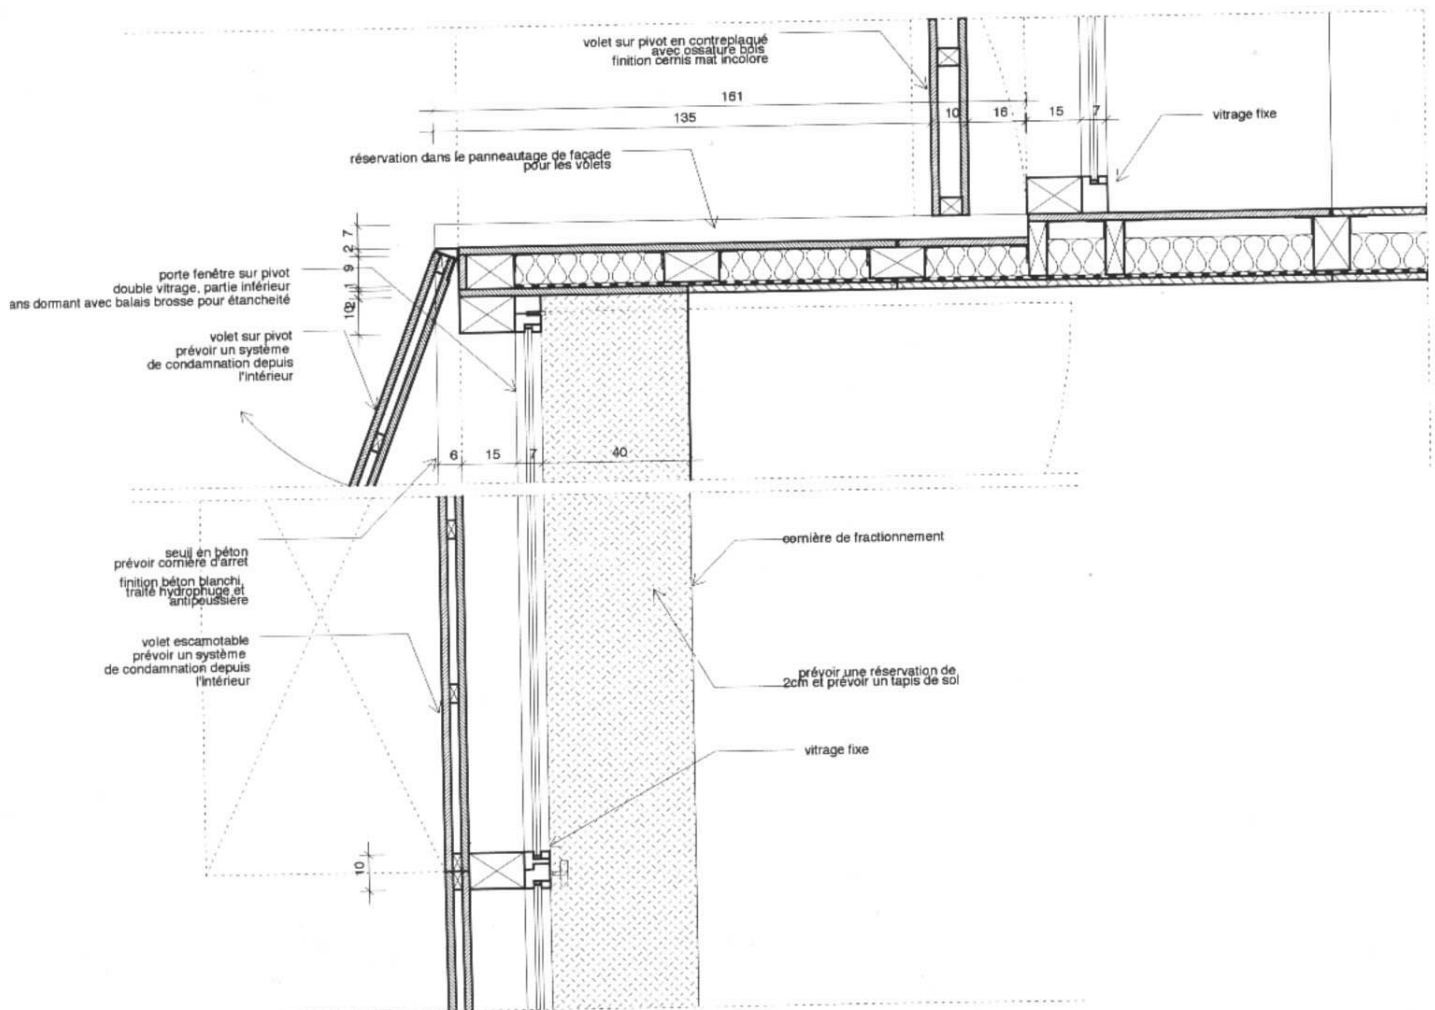 volet sur pivot en contreplaqué
avec ossature bois
finition cernis mat incolore
161
135
10
16
15
7
vitrage fixe
réservation dans le panneautage de façade
pour les volets
7
2
9
1
2
10
porte fenêtre sur pivot
double vitrage, partie inférieur
ans dormant avec balais brosse pour étancheité
volet sur pivot
prévoir un système
de condamnation depuis
l'intérieur
6
15
7
40
seuil en béton
prévoir cornière d'arret
finition béton blanchi,
traité hydrophuge et
antipoussière
cornière de fractionnement
volet escamotable
prévoir un système
de condamnation depuis
l'intérieur
prévoir une réservation de
2cm et prévoir un tapis de sol
vitrage fixe
10